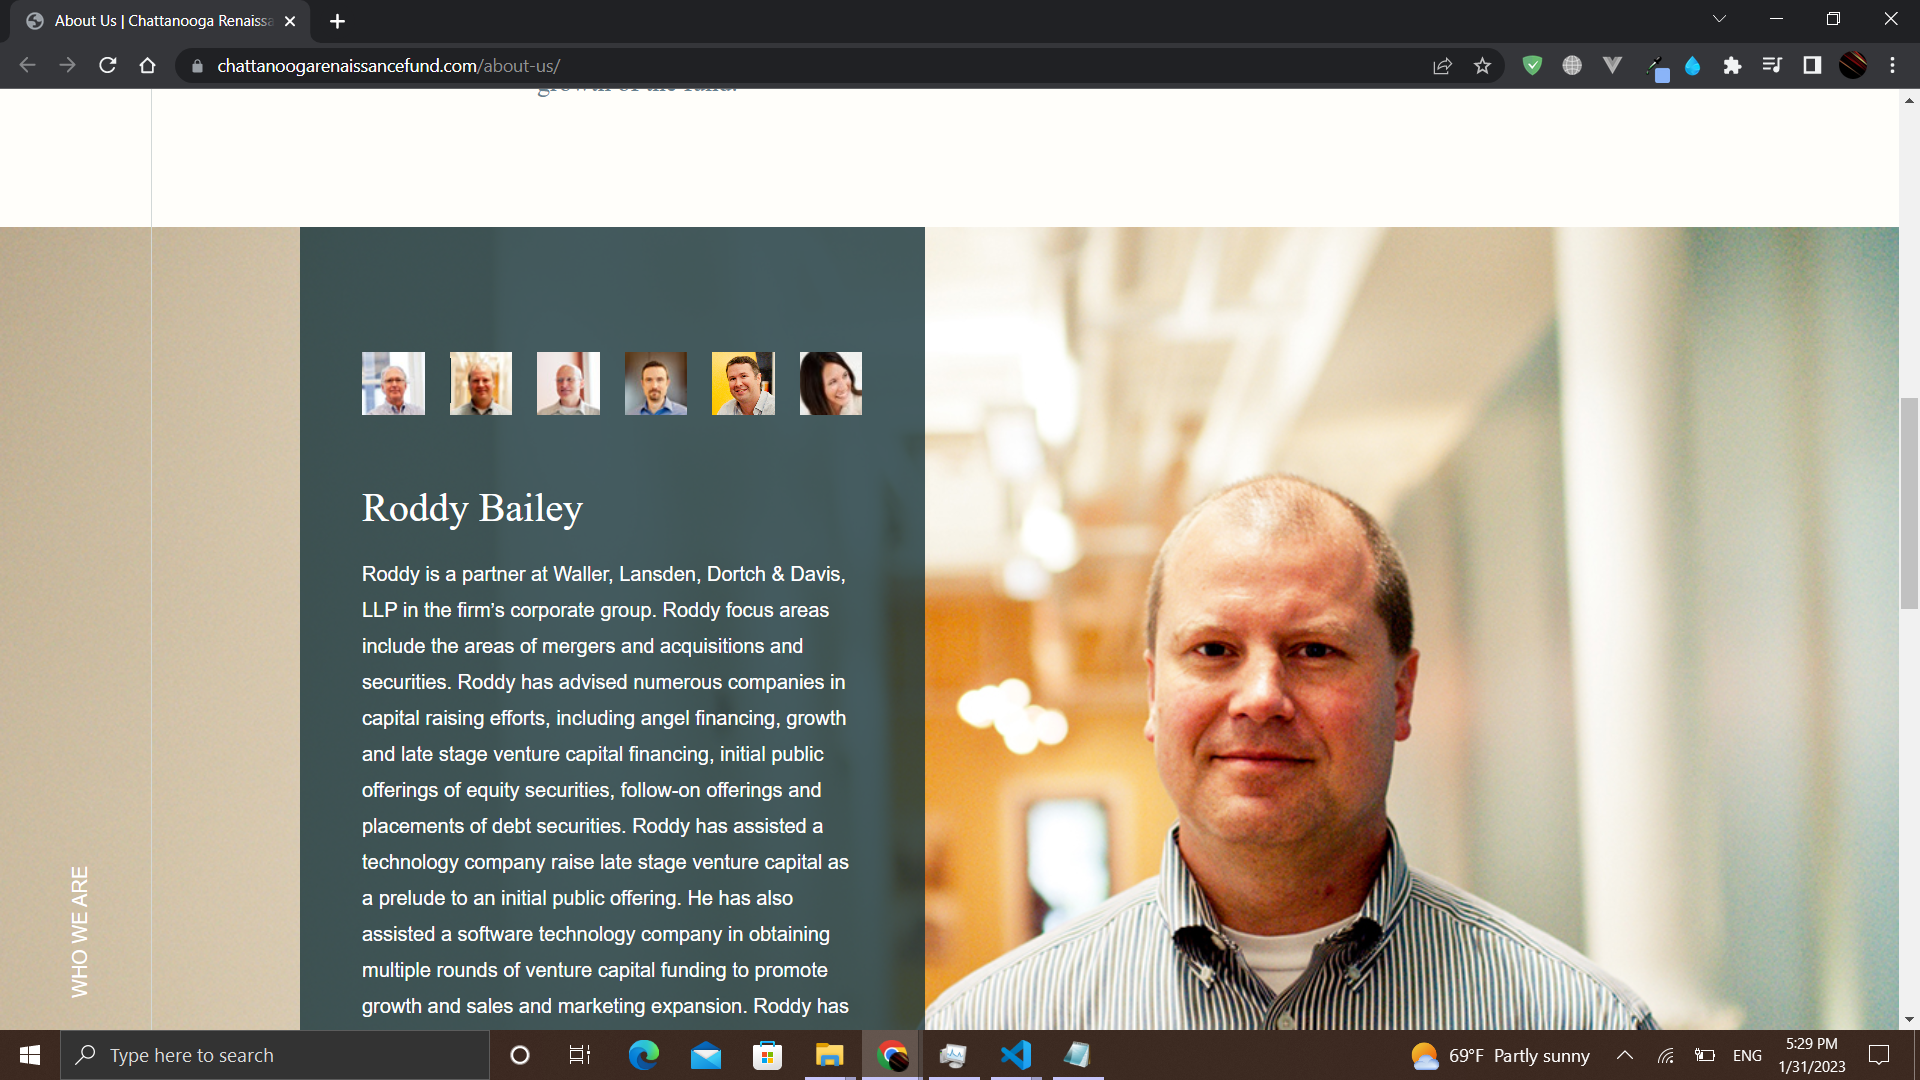 About Us | Chattanooga Renaissa
chattanoogarenaissancefund.com/about-us/
growth of the fund.
Roddy Bailey
Roddy is a partner at Waller, Lansden, Dortch & Davis,
LLP in the firm’s corporate group. Roddy focus areas
include the areas of mergers and acquisitions and
securities. Roddy has advised numerous companies in
capital raising efforts, including angel financing, growth
and late stage venture capital financing, initial public
offerings of equity securities, follow-on offerings and
placements of debt securities. Roddy has assisted a
technology company raise late stage venture capital as
a prelude to an initial public offering. He has also
assisted a software technology company in obtaining
multiple rounds of venture capital funding to promote
growth and sales and marketing expansion. Roddy has
WHO WE ARE
Type here to search
69°F Partly sunny
ENG
5:29 PM
1/31/2023